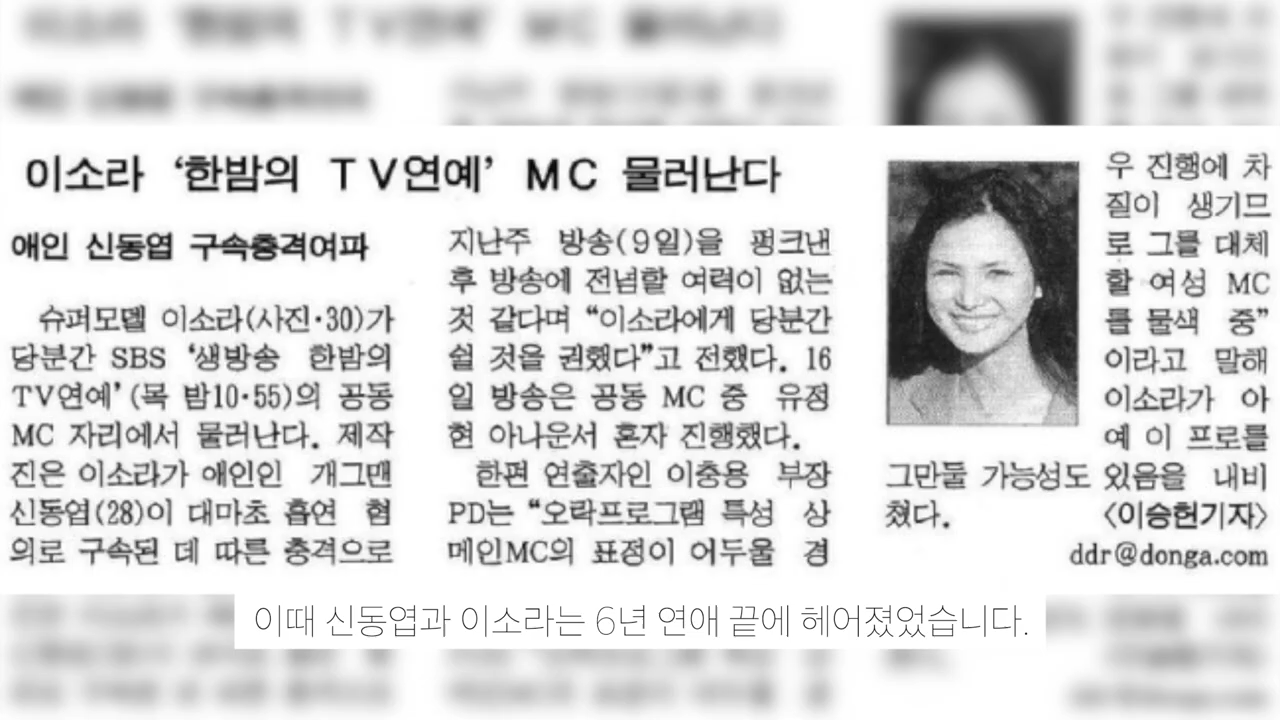 이소라 ‘한밤의 TV연예’ MC 물러난다
애인 신동엽 구속충격여파
슈퍼모델 이소라(사진·30)가
당분간 SBS ‘생방송 한밤의
TV연예’(목 밤10·55)의 공동
MC 자리에서 물러난다. 제작
진은 이소라가 애인인 개그맨
신동엽(28)이 대마초 흡연 혐
의로 구속된 데 따른 충격으로
지난주 방송(9일)을 펑크낸
후 방송에 전념할 여력이 없는
것 같다며 “이소라에게 당분간
쉴 것을 권했다”고 전했다. 16
일 방송은 공동 MC 중 유정
현 아나운서 혼자 진행했다.
한편 연출자인 이충용 부장
PD는 “오락프로그램 특성 상
메인MC의 표정이 어두울 경
우 진행에 차
질이 생기므
로 그를 대체
할 여성 MC
를 물색 중”
이라고 말해
이소라가 아
예 이 프로를
그만둘 가능성도 있음을 내비
쳤다.
〈이승헌기자〉
ddr@donga.com
이때 신동엽과 이소라는 6년 연애 끝에 헤어졌었습니다.